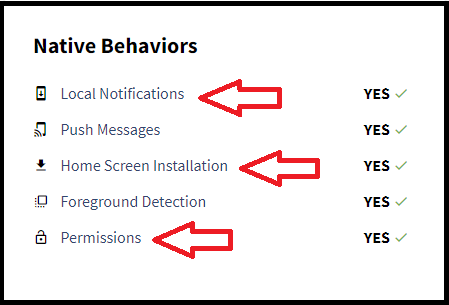 Native Behaviors
Local Notifications YES
Push Messages YES
Home Screen Installation YES
Foreground Detection YES
Permissions YES